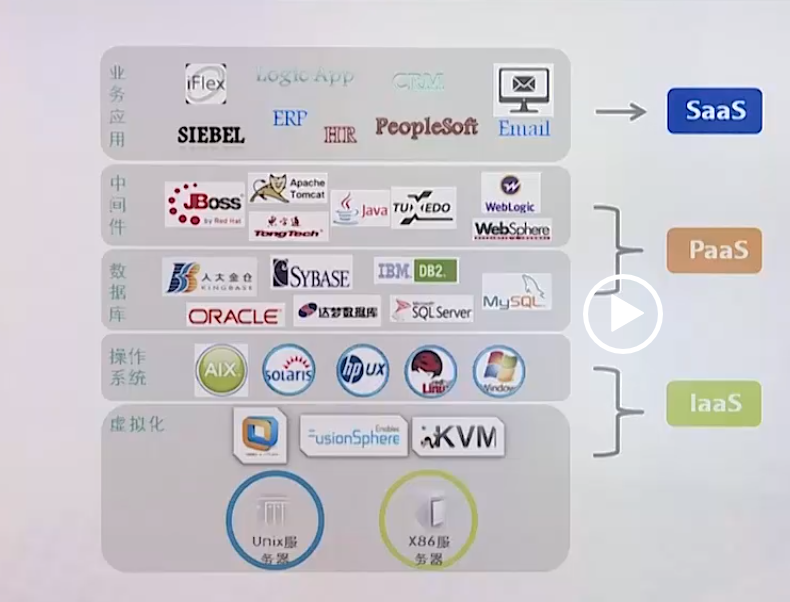 业务应用
iFlex
Logic App
CRM
SIEBEL
ERP
HR
PeopleSoft
Email
SaaS
中间件
JBoss
by Red Hat
Apache Tomcat
东方通
TongTech
Java
TUXEDO
WebLogic
WebSphere
PaaS
数据库
人大金仓
KINGBASE
SYBASE
IBM DB2.
MySQL
ORACLE
达梦数据库
Microsoft
SQL Server
操作系统
AIX
SOLARIS
hp UX
Linux
Windows
IaaS
虚拟化
Enables
FusionSphere
KVM
Unix服务器
X86服务器